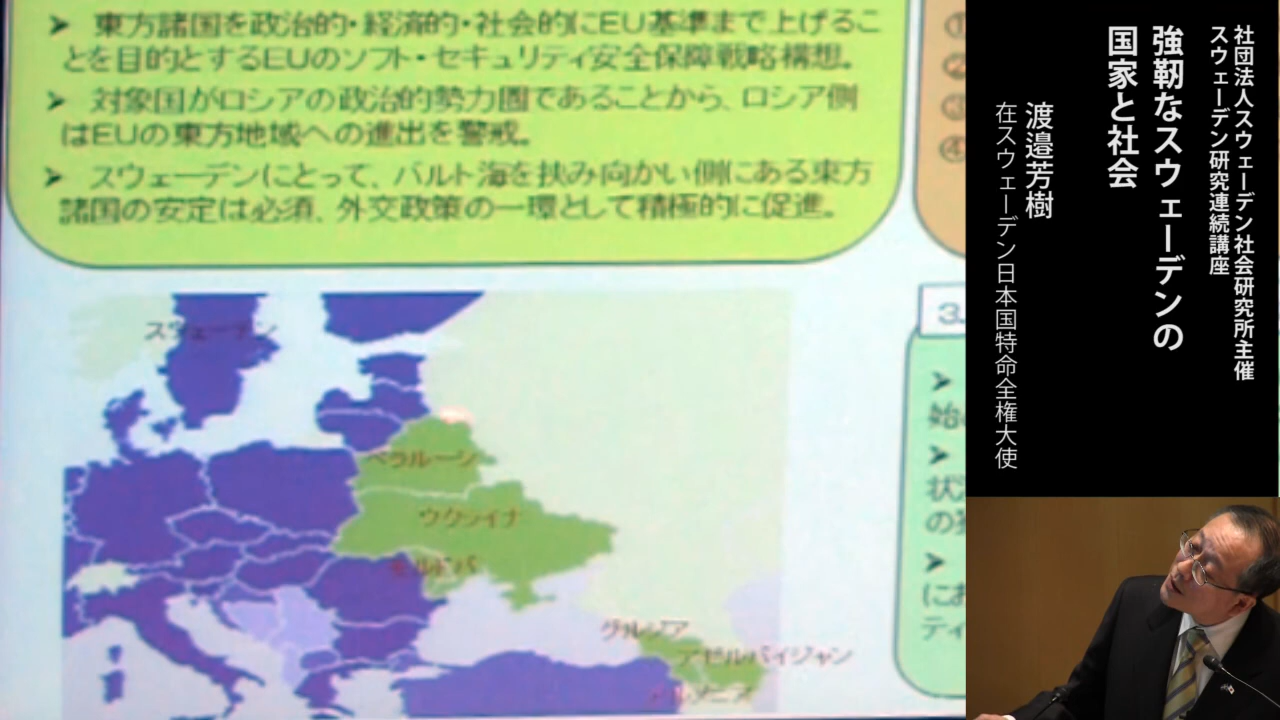 ➤ 東方諸国を政治的・経済的・社会的にEU基準まで上げるこ
とを目的とするEUのソフト・セキュリティ安全保障戦略構想。
➤ 対象国がロシアの政治的勢力圏であることから、ロシア側
はEUの東方地域への進出を警戒。
➤ スウェーデンにとって、バルト海を挟み向かい側にある東方
諸国の安定は必須、外交政策の一環として積極的に促進。
スウェーデン
ベラルーシ
ウクライナ
モルドバ
グルジア
アゼルバイジャン
アルメニア
①
②
③
④
3.
➤
始
➤
状
の
➤
にお
ティ
社団法人スウェーデン社会研究所主催
スウェーデン研究連続講座
強靭なスウェーデンの
国家と社会
渡邉芳樹
在スウェーデン日本国特命全権大使